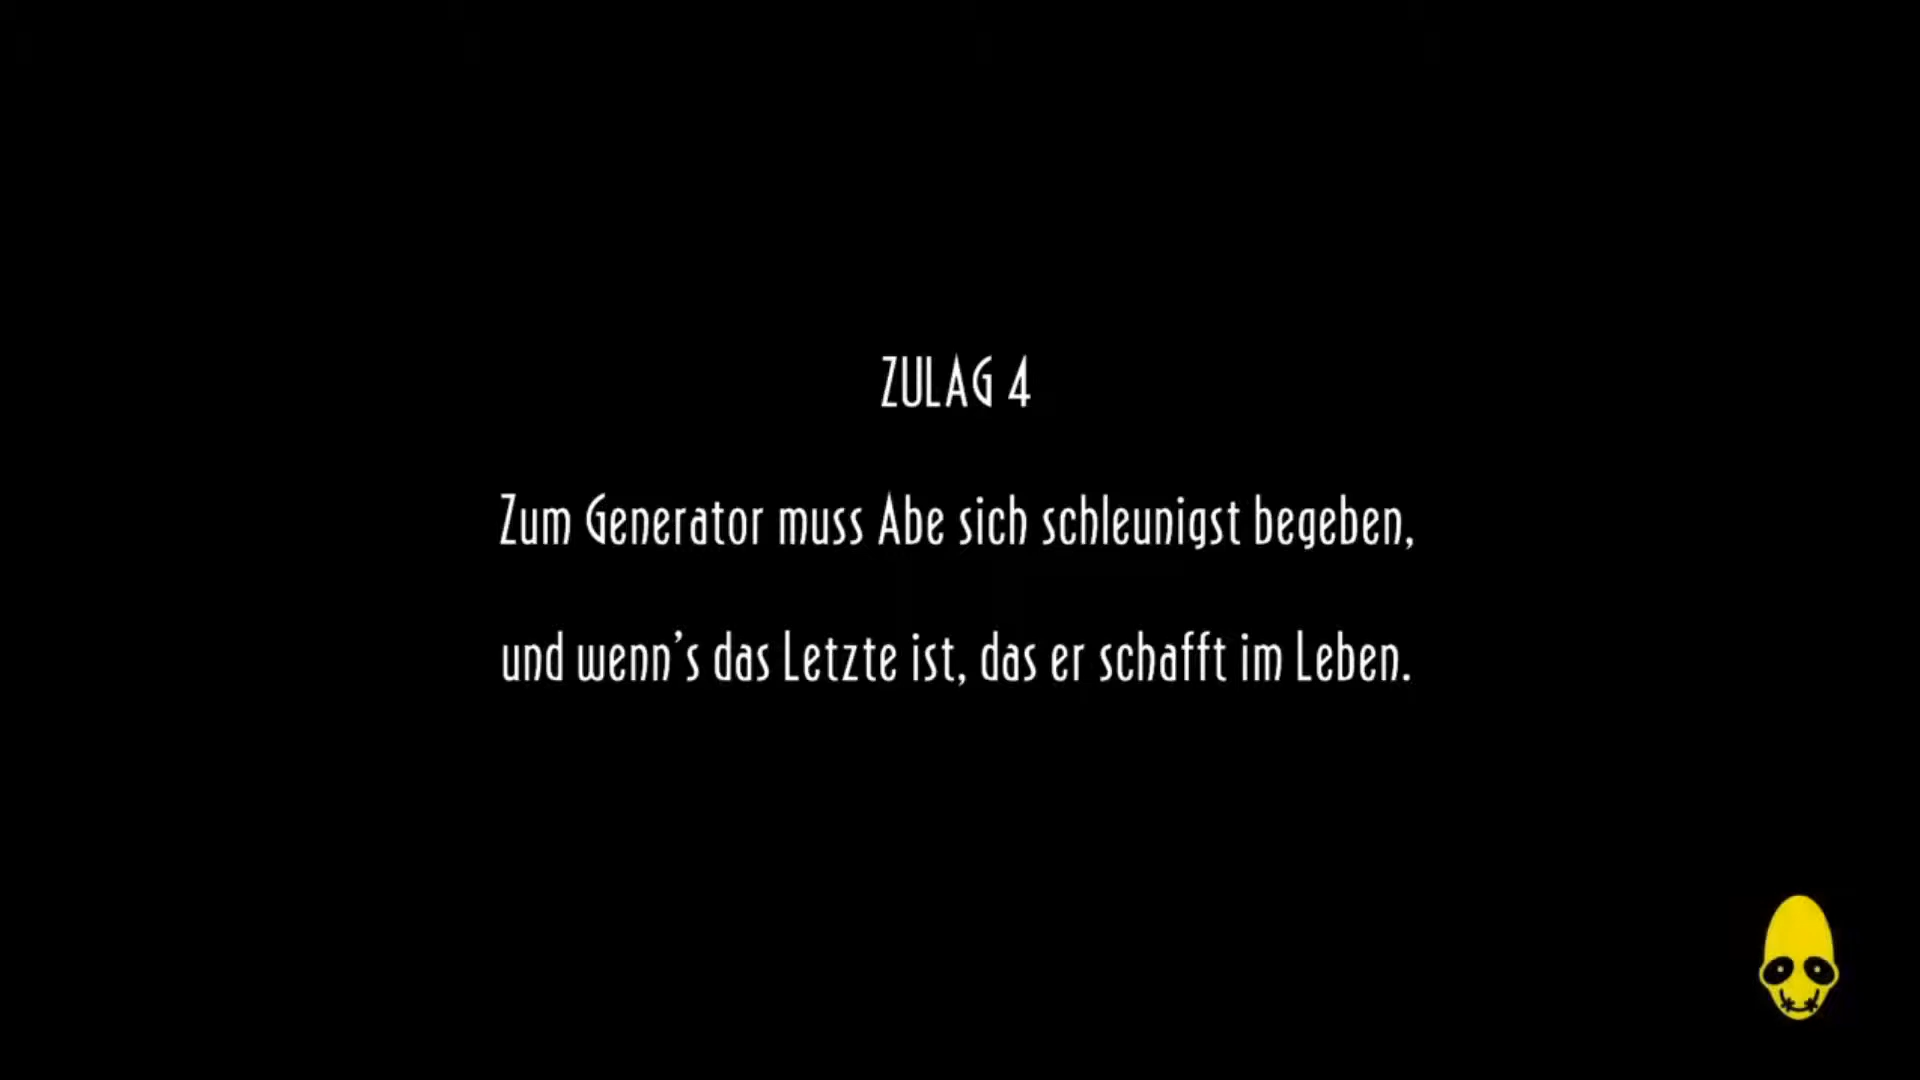 ZULAG 4
Zum Generator muss Abe sich schleunigst begeben,
und wenn's das Letzte ist, das er schafft im Leben.